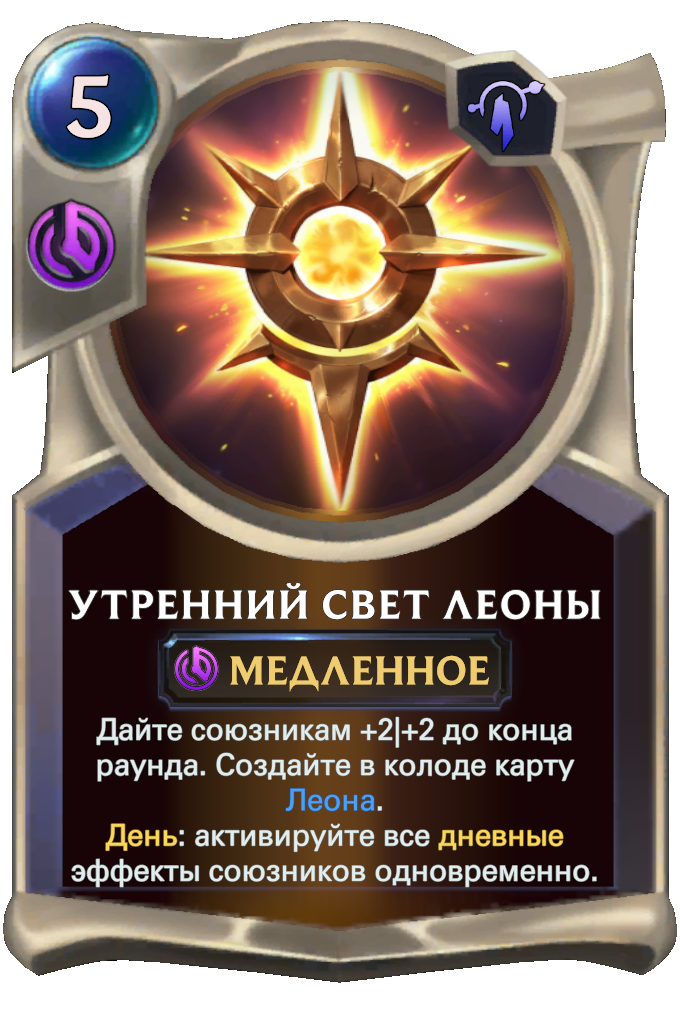 5
УТРЕННИЙ СВЕТ ЛЕОНЫ
МЕДЛЕННОЕ
Дайте союзникам +2|+2 до конца
раунда. Создайте в колоде карту
Леона.
День: активируйте все дневные
эффекты союзников одновременно.